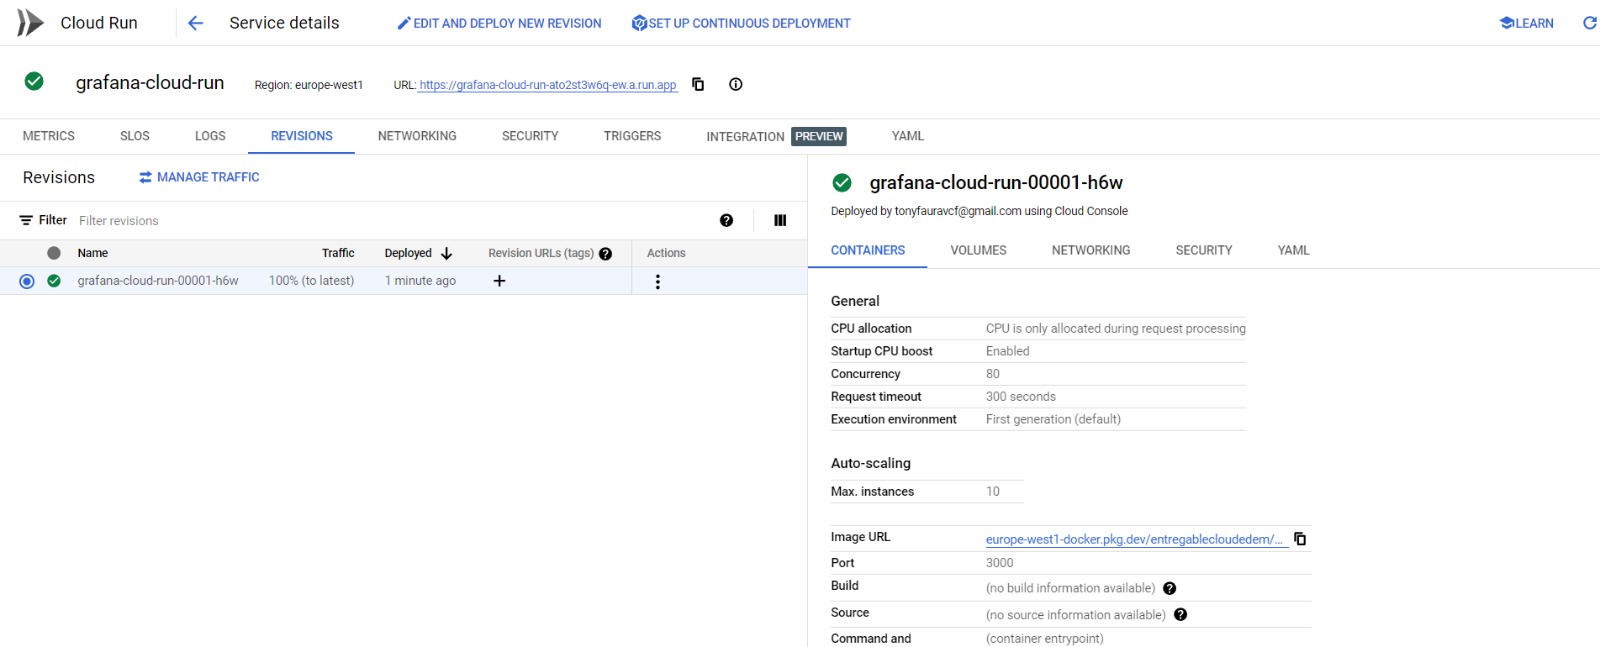 Cloud Run
Service details
EDIT AND DEPLOY NEW REVISION
SET UP CONTINUOUS DEPLOYMENT
LEARN
grafana-cloud-run
Region: europe-west1
URL: https://grafana-cloud-run-ato2st3w6q-ew.a.run.app
METRICS SLOS LOGS REVISIONS NETWORKING SECURITY TRIGGERS INTEGRATION PREVIEW YAML
Revisions
MANAGE TRAFFIC
Filter Filter revisions
Name Traffic Deployed Revision URLs (tags) Actions
grafana-cloud-run-00001-h6w 100% (to latest) 1 minute ago
grafana-cloud-run-00001-h6w
Deployed by tonyfauravcf@gmail.com using Cloud Console
CONTAINERS VOLUMES NETWORKING SECURITY YAML
General
CPU allocation CPU is only allocated during request processing
Startup CPU boost Enabled
Concurrency 80
Request timeout 300 seconds
Execution environment First generation (default)
Auto-scaling
Max. instances 10
Image URL europe-west1-docker.pkg.dev/entregablecloudedem/...
Port 3000
Build (no build information available)
Source (no source information available)
Command and (container entrypoint)